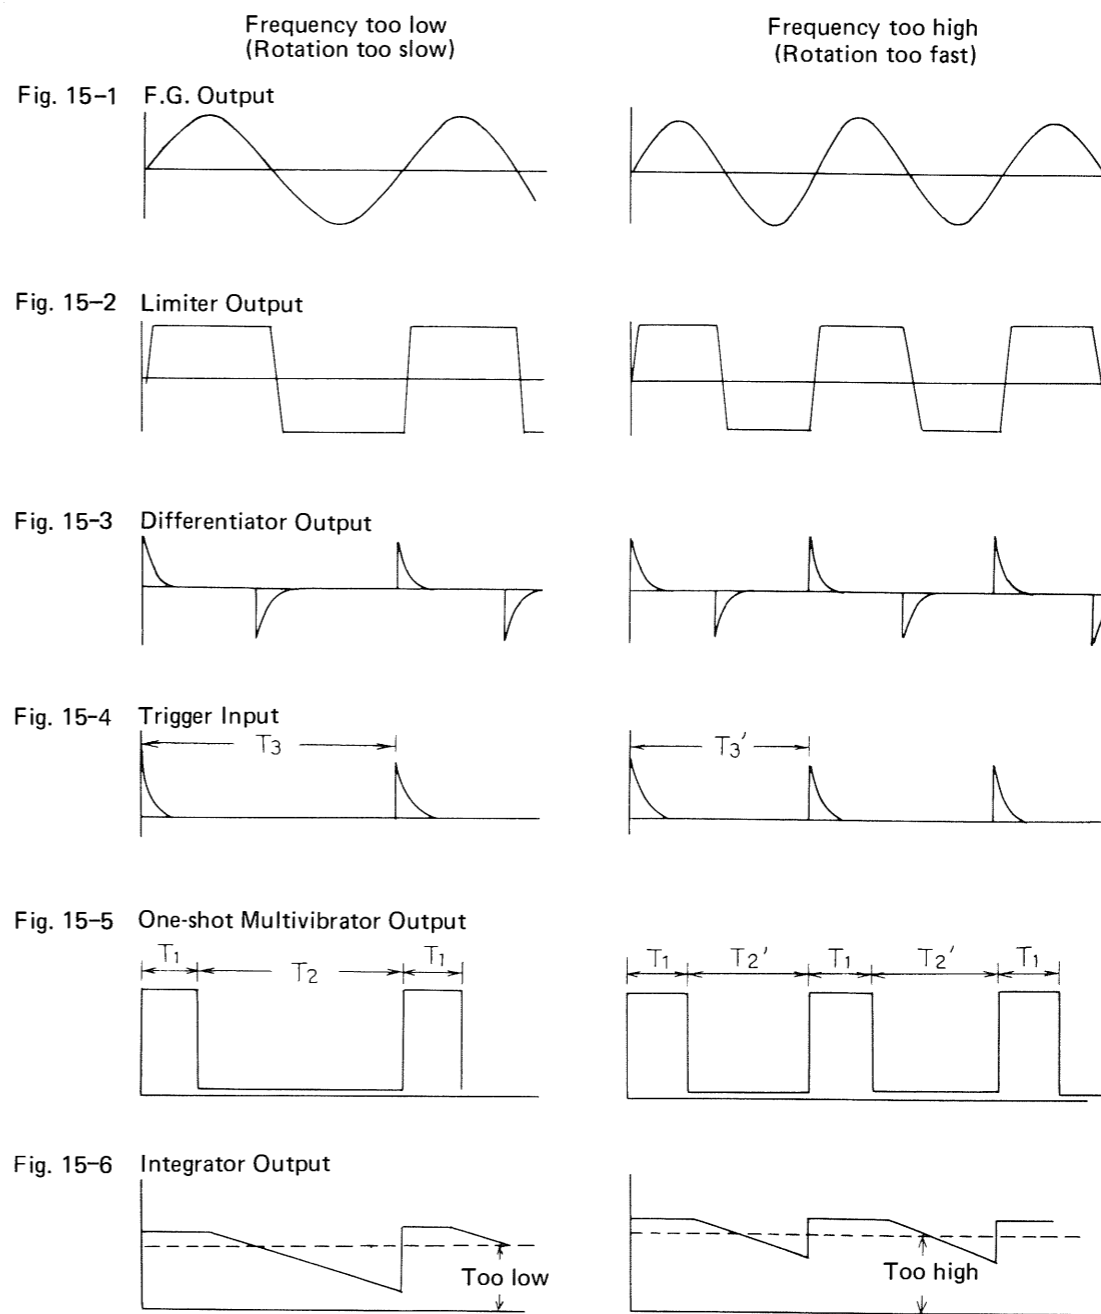 Frequency too low
(Rotation too slow)
Frequency too high
(Rotation too fast)
Fig. 15-1 F.G. Output
Fig. 15-2 Limiter Output
Fig. 15-3 Differentiator Output
Fig. 15-4 Trigger Input
T3
T3'
Fig. 15-5 One-shot Multivibrator Output
T1 T2 T1
T1 T2' T1 T2' T1
Fig. 15-6 Integrator Output
Too low
Too high